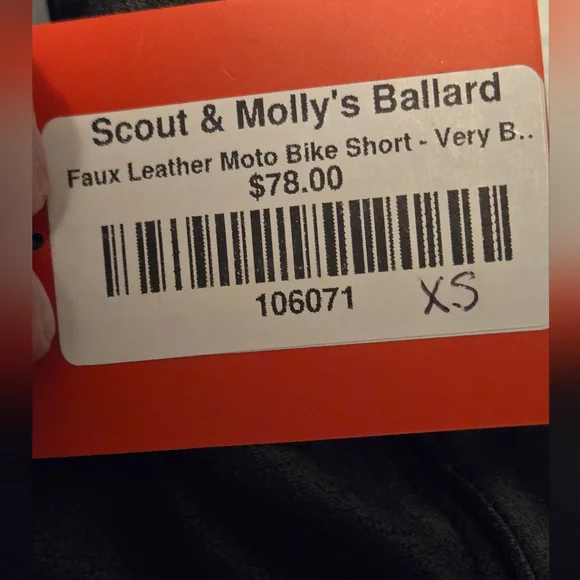 Scout & Molly's Ballard
Faux Leather Moto Bike Short - Very B..
$78.00
106071
XS